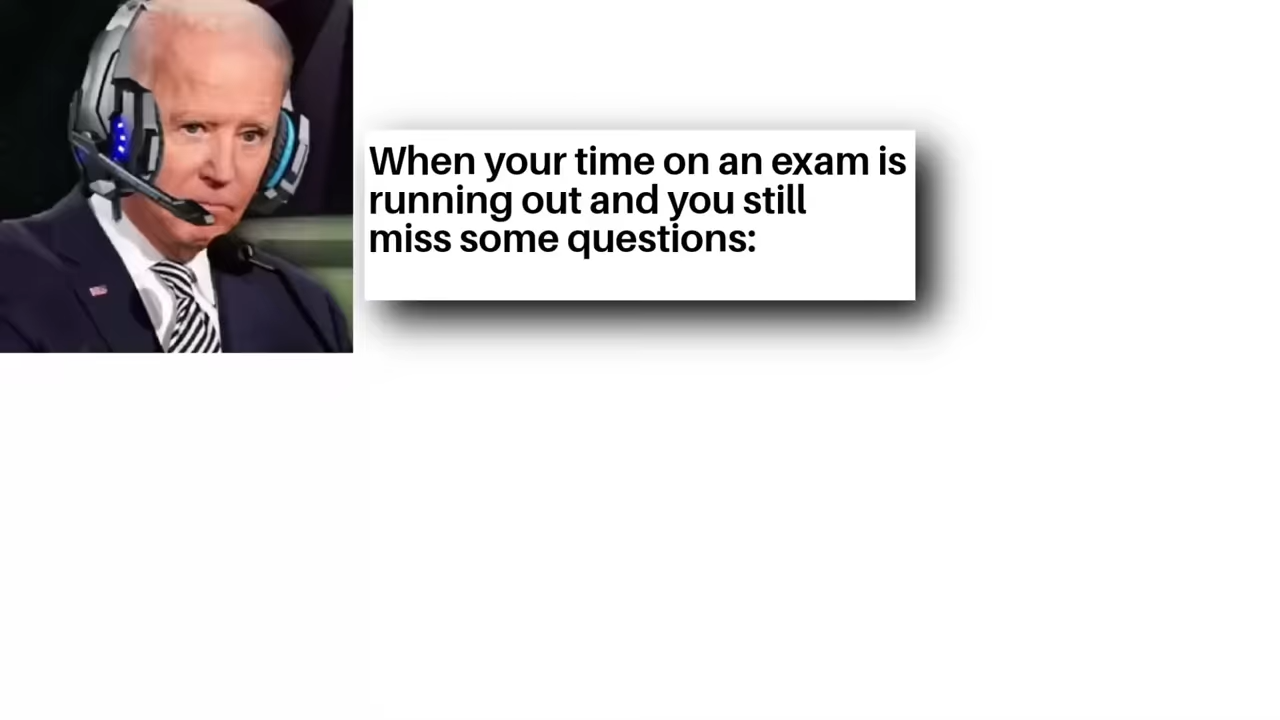 When your time on an exam is
running out and you still
miss some questions: